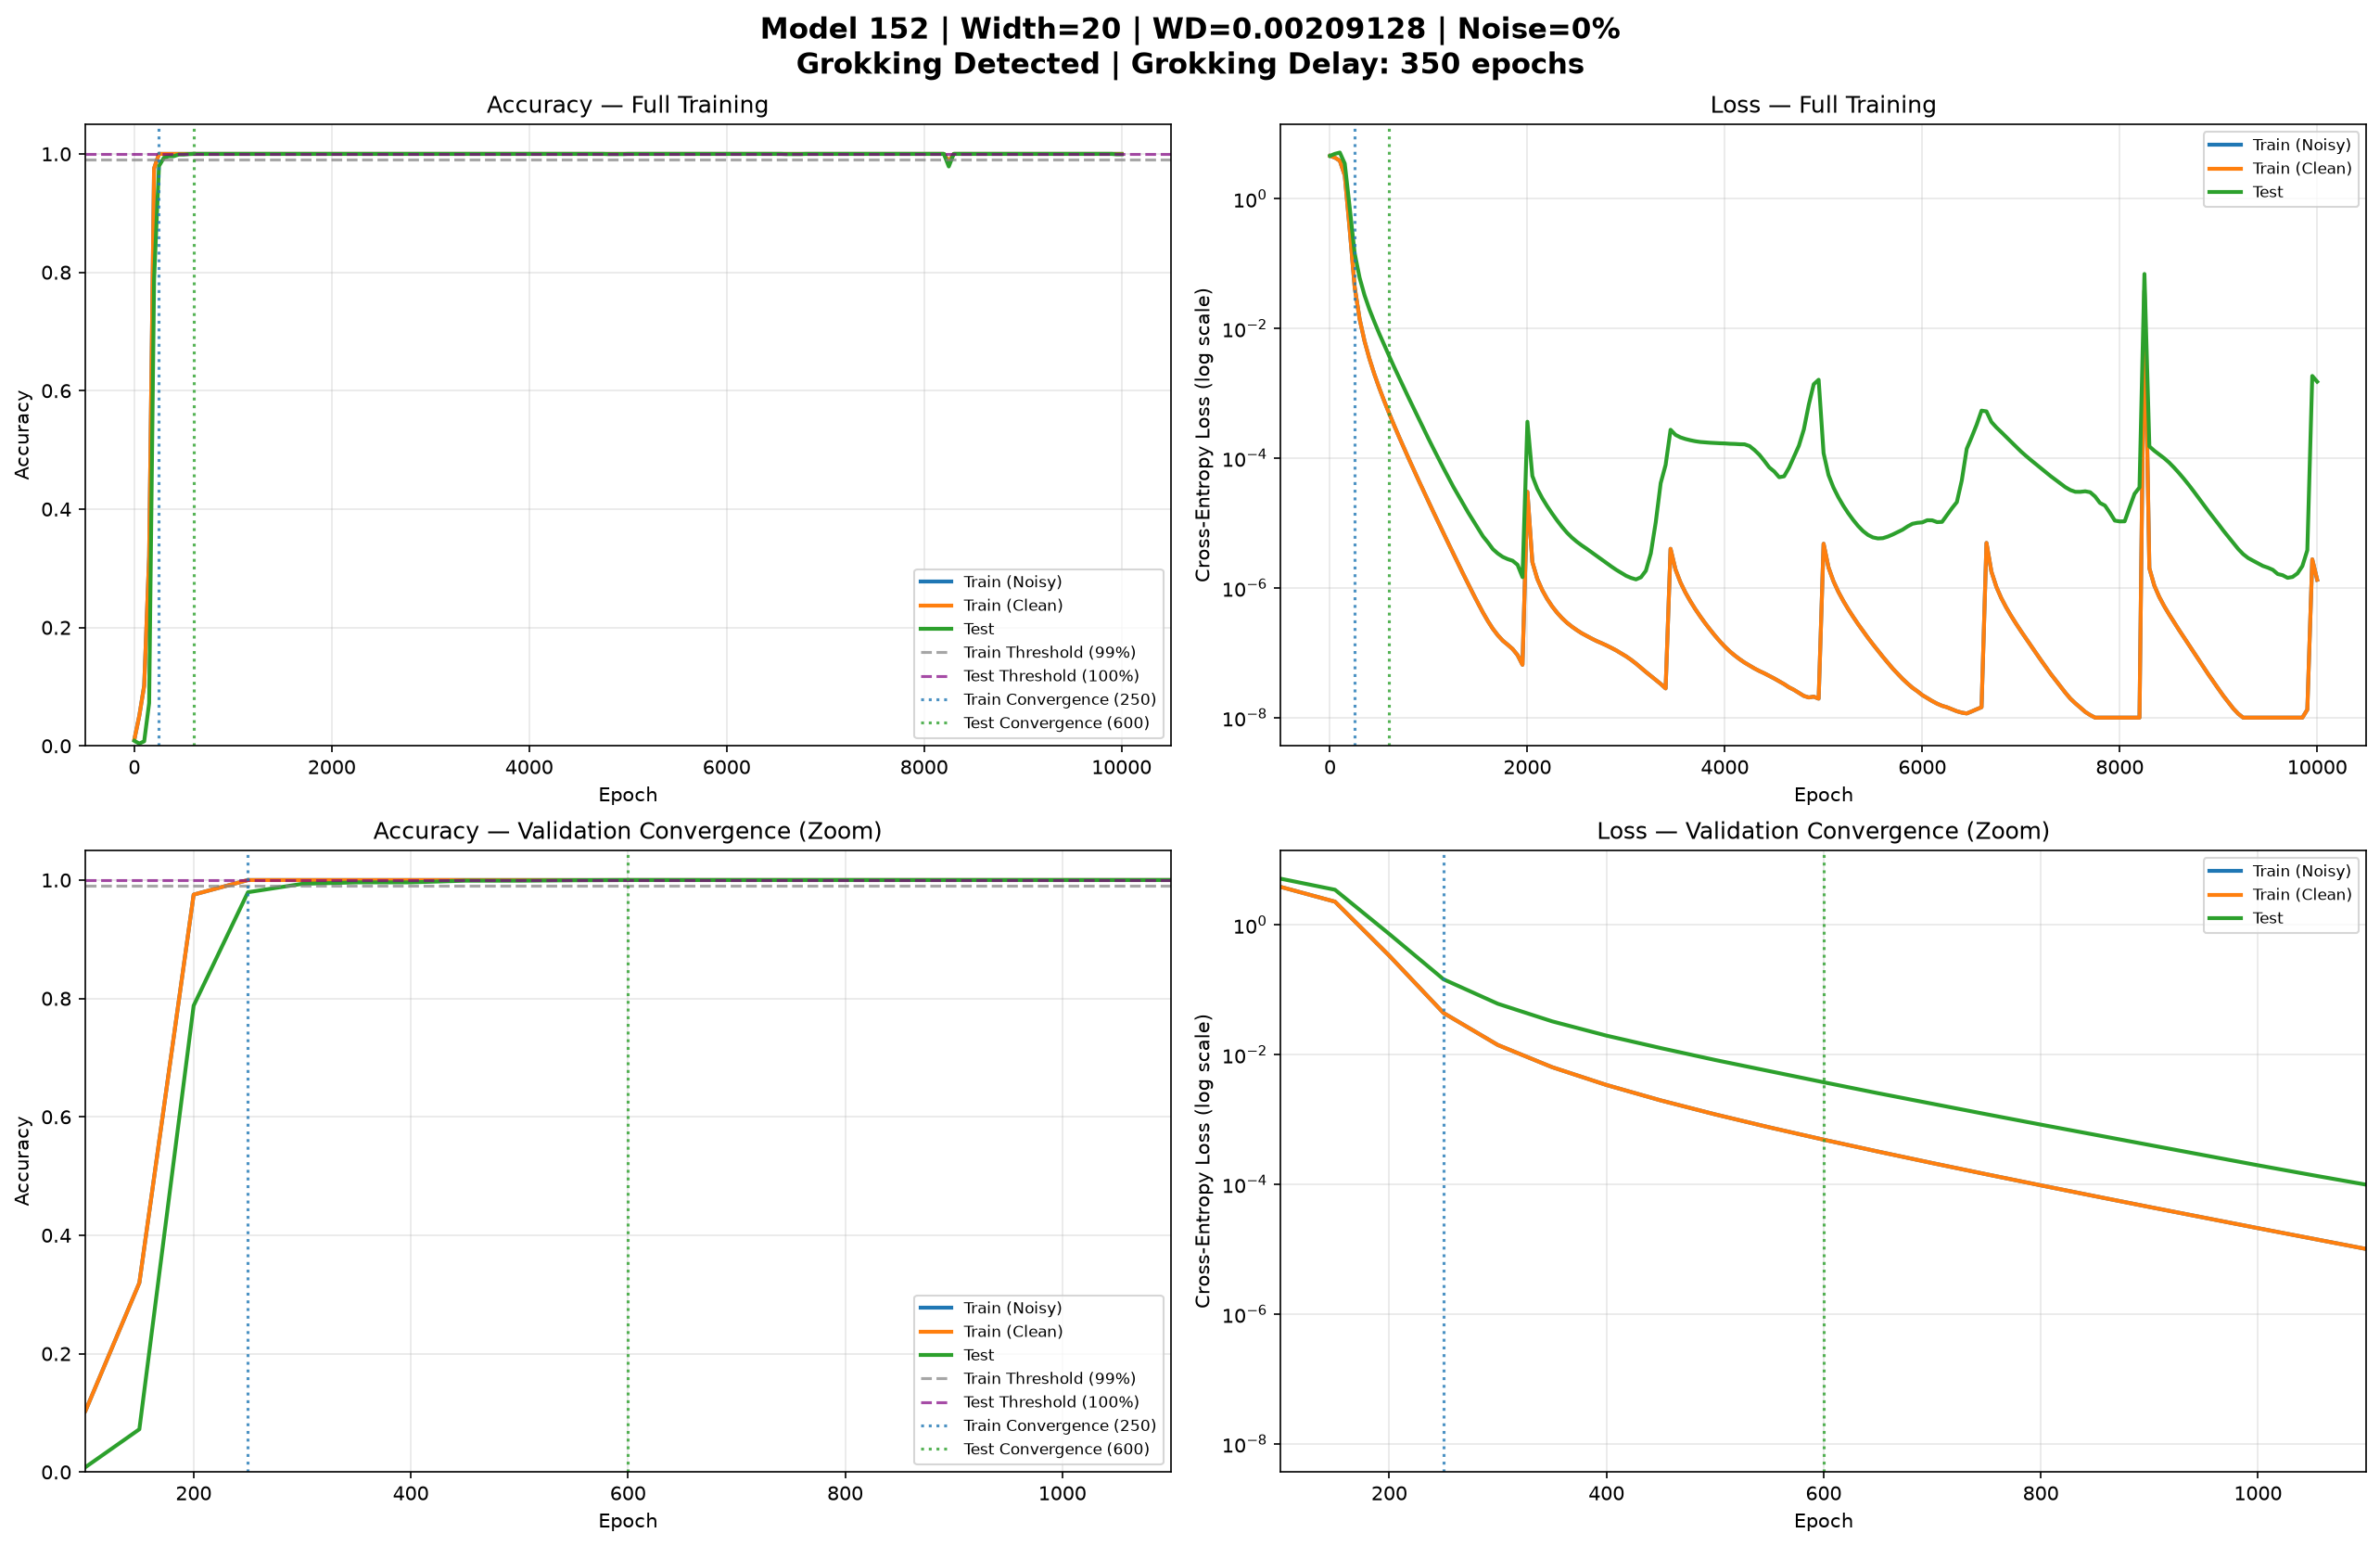 Model 152 | Width=20 | WD=0.00209128 | Noise=0%
Grokking Detected | Grokking Delay: 350 epochs
Accuracy — Full Training
Accuracy
1.0
0.8
0.6
0.4
0.2
0.0
0
2000
4000
6000
8000
10000
Epoch
Train (Noisy)
Train (Clean)
Test
Train Threshold (99%)
Test Threshold (100%)
Train Convergence (250)
Test Convergence (600)
Loss — Full Training
Cross-Entropy Loss (log scale)
10⁰
10⁻²
10⁻⁴
10⁻⁶
10⁻⁸
0
2000
4000
6000
8000
10000
Epoch
Train (Noisy)
Train (Clean)
Test
Accuracy — Validation Convergence (Zoom)
Accuracy
1.0
0.8
0.6
0.4
0.2
0.0
200
400
600
800
1000
Epoch
Train (Noisy)
Train (Clean)
Test
Train Threshold (99%)
Test Threshold (100%)
Train Convergence (250)
Test Convergence (600)
Loss — Validation Convergence (Zoom)
Cross-Entropy Loss (log scale)
10⁰
10⁻²
10⁻⁴
10⁻⁶
10⁻⁸
200
400
600
800
1000
Epoch
Train (Noisy)
Train (Clean)
Test